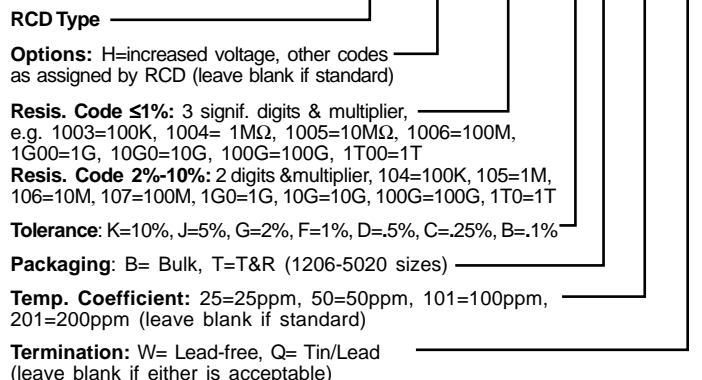 RCD Type
Options: H=increased voltage, other codes
as assigned by RCD (leave blank if standard)
Resis. Code ≤1%: 3 signif. digits & multiplier,
e.g. 1003=100K, 1004= 1MΩ, 1005=10MΩ, 1006=100M,
1G00=1G, 10G0=10G, 100G=100G, 1T00=1T
Resis. Code 2%-10%: 2 digits &multiplier, 104=100K, 105=1M,
106=10M, 107=100M, 1G0=1G, 10G=10G, 100G=100G, 1T0=1T
Tolerance: K=10%, J=5%, G=2%, F=1%, D=.5%, C=.25%, B=.1%
Packaging: B= Bulk, T=T&R (1206-5020 sizes)
Temp. Coefficient: 25=25ppm, 50=50ppm, 101=100ppm,
201=200ppm (leave blank if standard)
Termination: W= Lead-free, Q= Tin/Lead
(leave blank if either is acceptable)